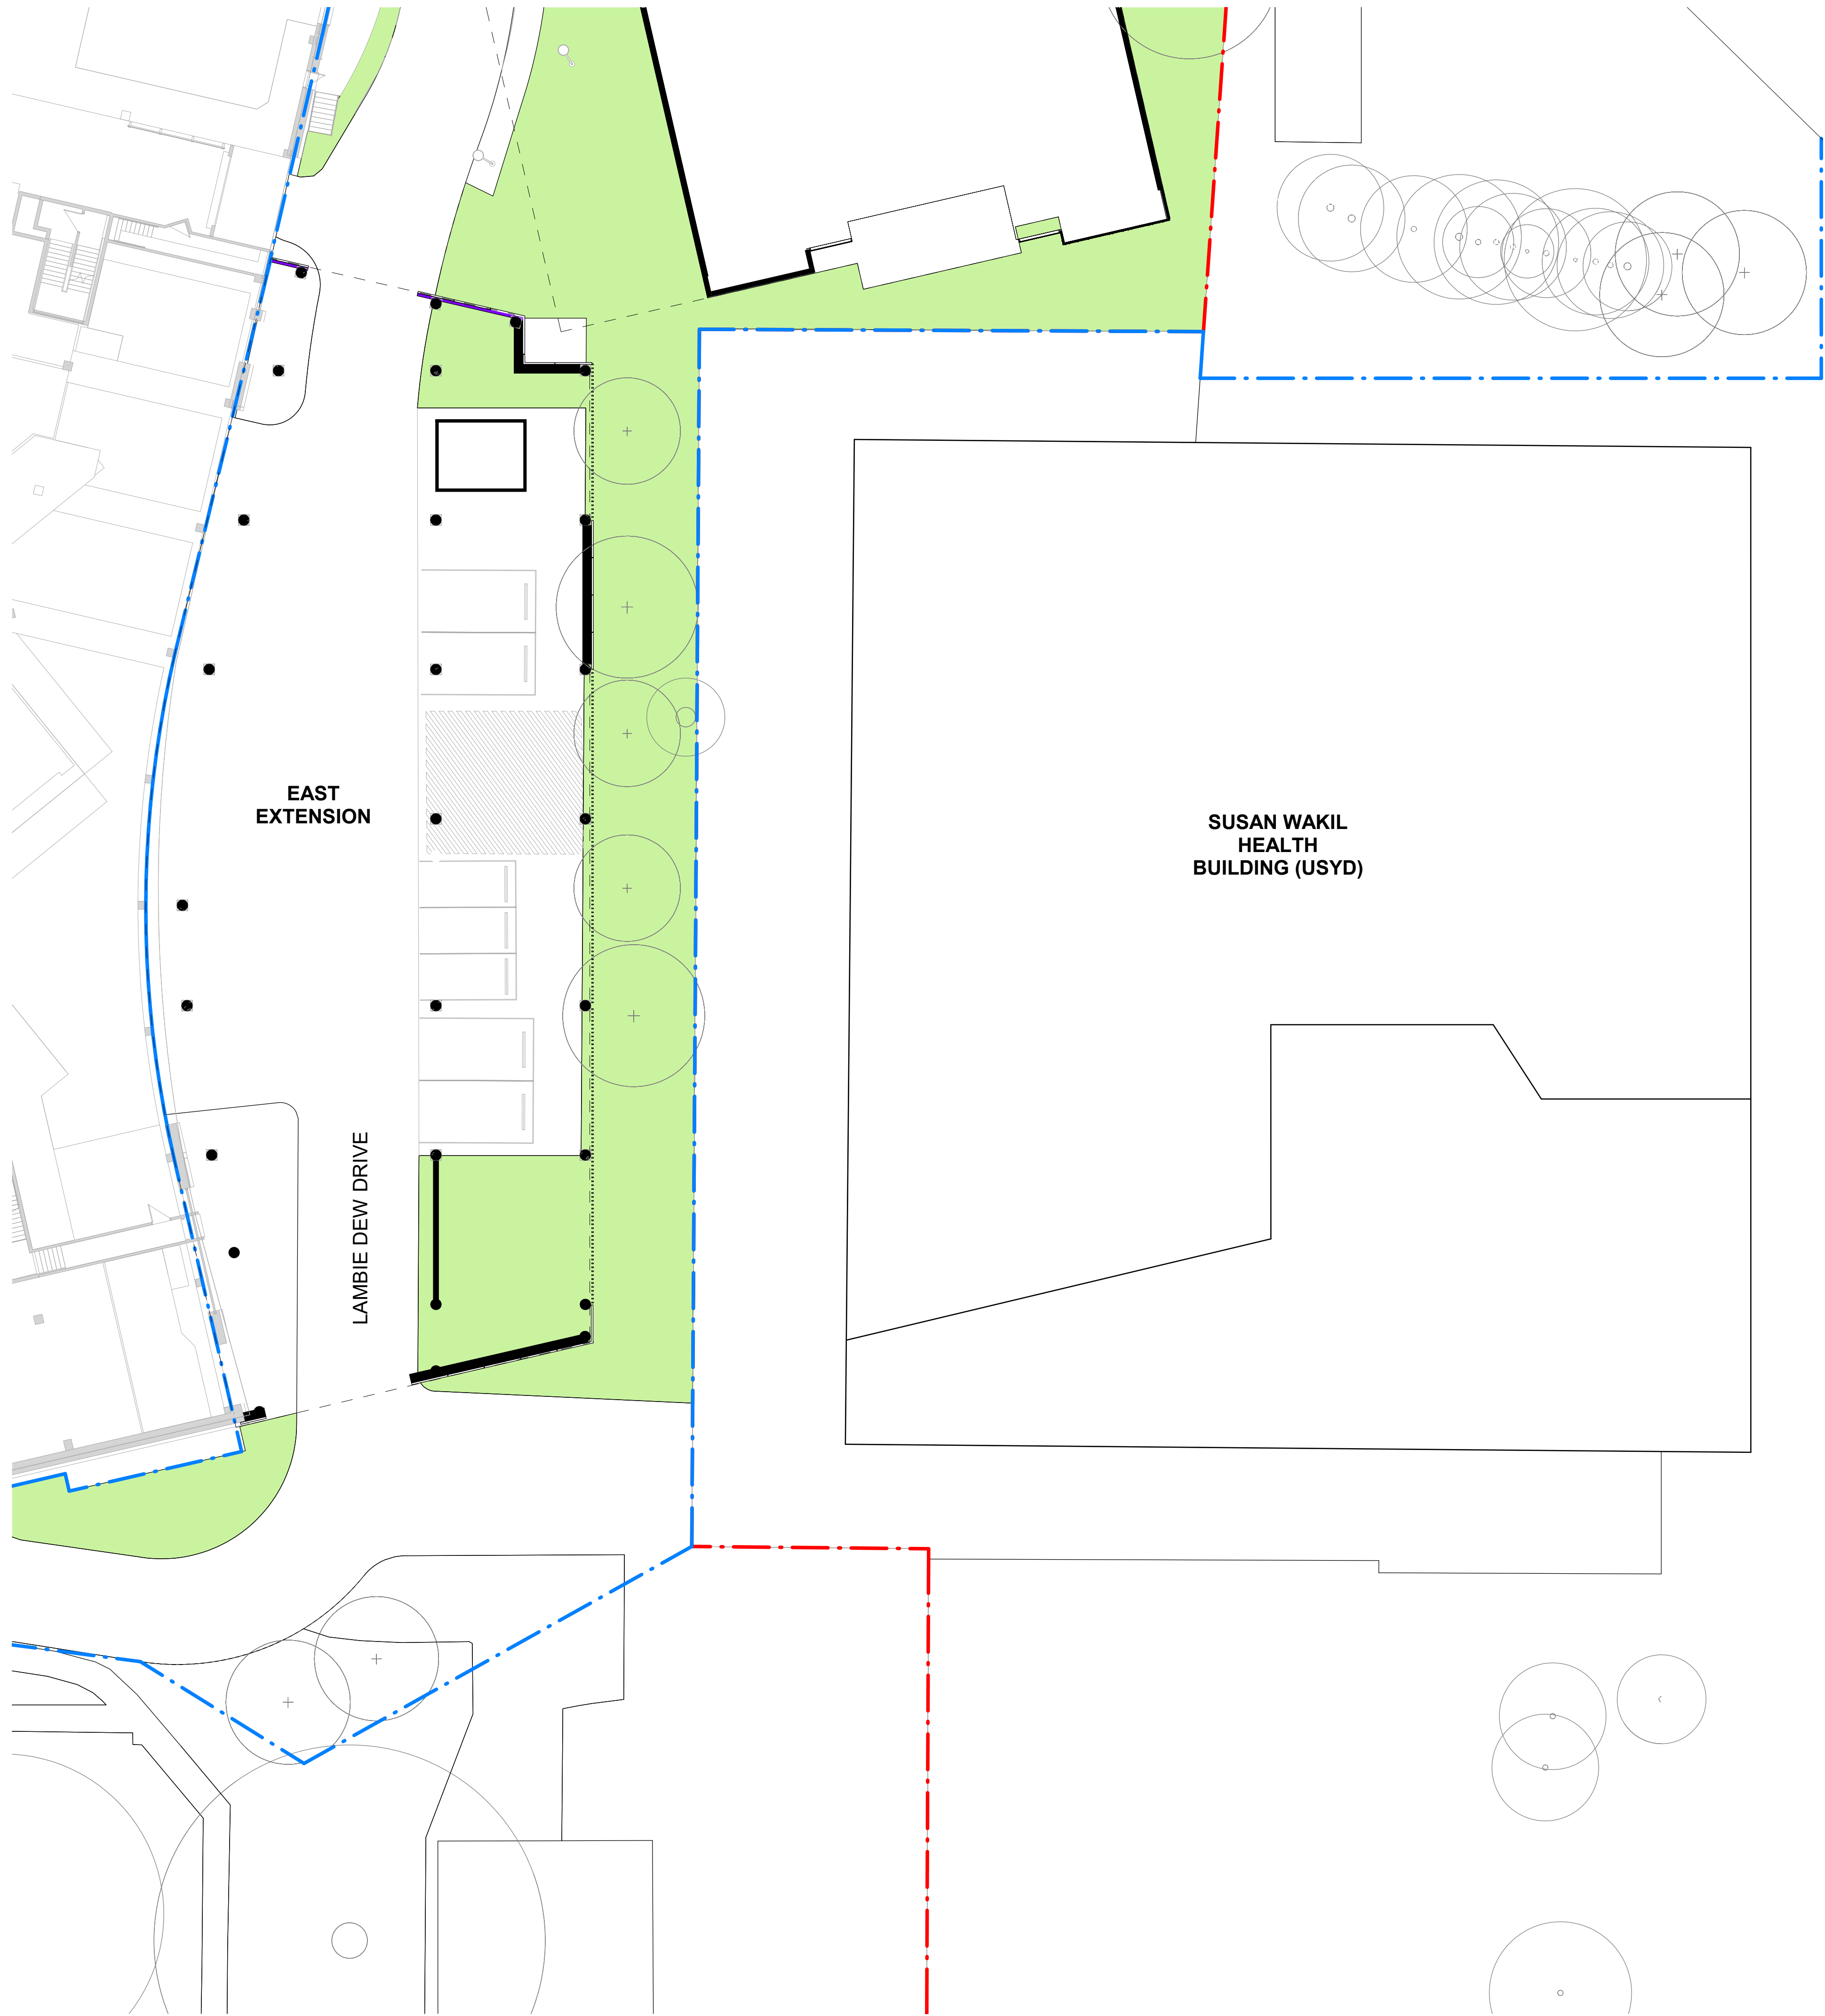 EAST
EXTENSION
SUSAN WAKIL
HEALTH
BUILDING (USYD)
LAMBIE DEW DRIVE